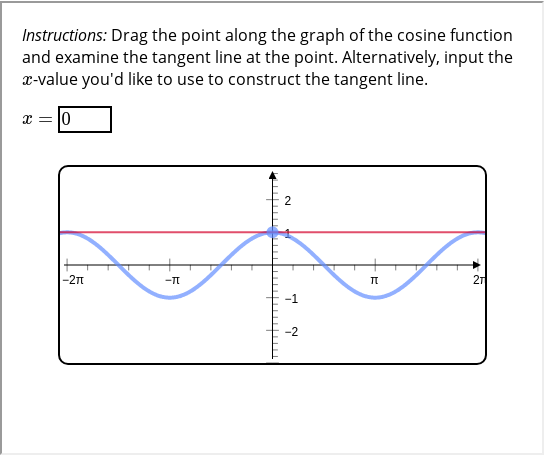 Instructions: Drag the point along the graph of the cosine function
and examine the tangent line at the point. Alternatively, input the
x-value you'd like to use to construct the tangent line.
x = 0
2
1
−2π −π π 2π
−1
−2